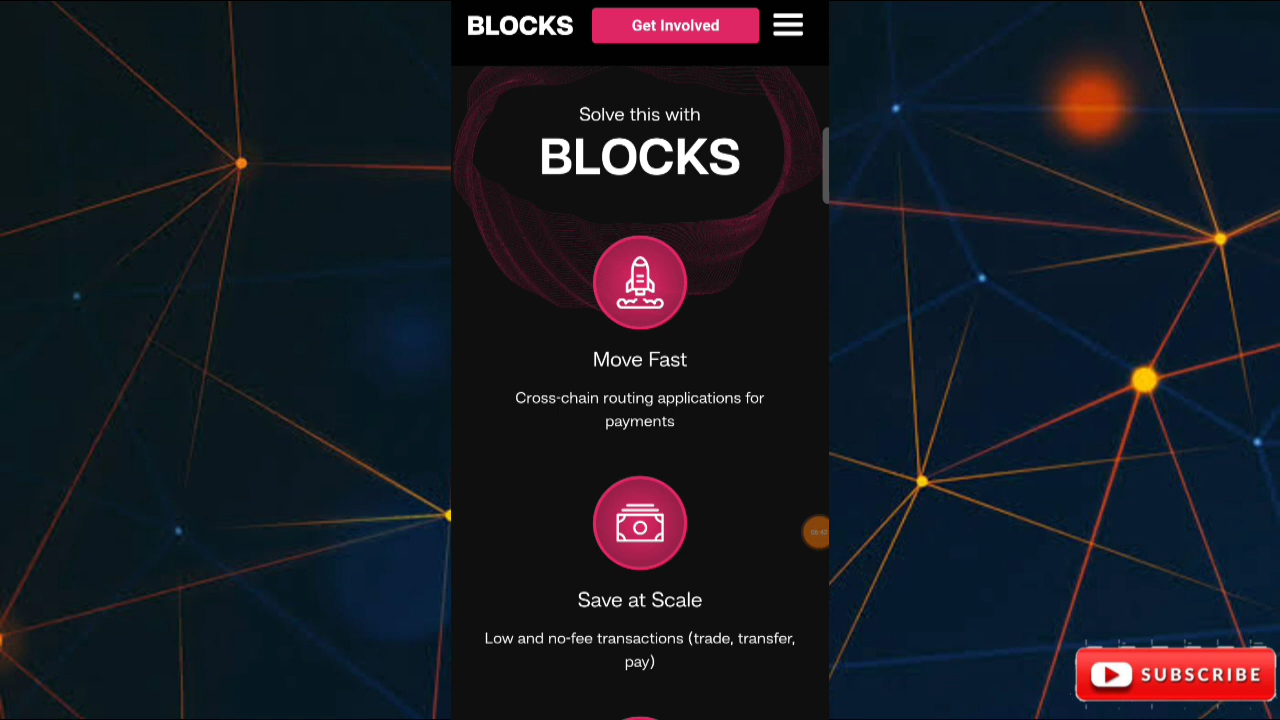 BLOCKS
Get Involved
Solve this with
BLOCKS
Move Fast
Cross-chain routing applications for
payments
Save at Scale
Low and no-fee transactions (trade, transfer,
pay)
SUBSCRIBE